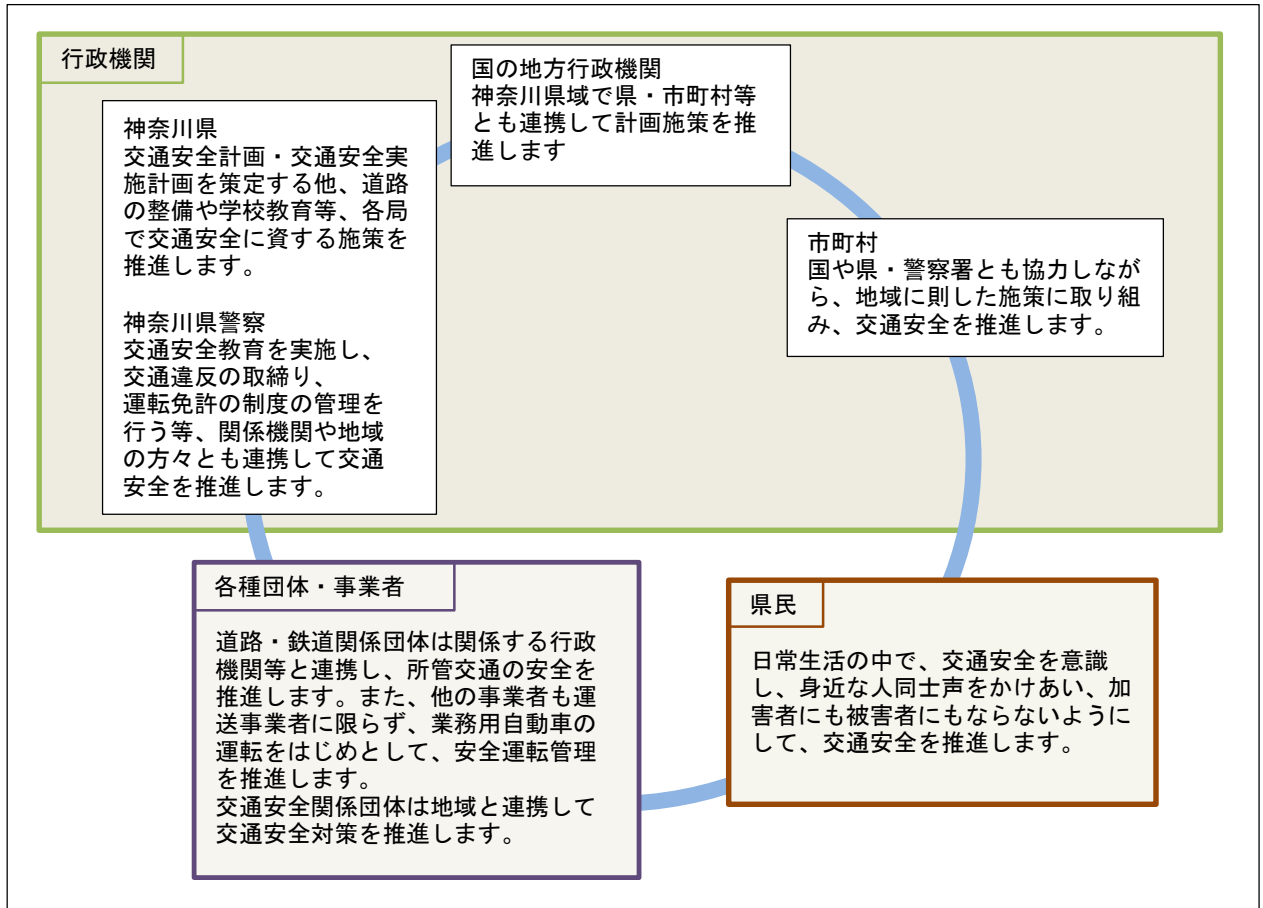 行政機関
国の地方行政機関
神奈川県域で県・市町村等
とも連携して計画施策を推
進します
神奈川県
交通安全計画・交通安全実
施計画を策定する他、道路
の整備や学校教育等、各局
で交通安全に資する施策を
推進します。
神奈川県警察
交通安全教育を実施し、
交通違反の取締り、
運転免許の制度の管理を
行う等、関係機関や地域
の方々とも連携して交通
安全を推進します。
市町村
国や県・警察署とも協力しなが
ら、地域に則した施策に取り組
み、交通安全を推進します。
各種団体・事業者
道路・鉄道関係団体は関係する行政
機関等と連携し、所管交通の安全を
推進します。また、他の事業者も運
送事業者に限らず、業務用自動車の
運転をはじめとして、安全運転管理
を推進します。
交通安全関係団体は地域と連携して
交通安全対策を推進します。
県民
日常生活の中で、交通安全を意識
し、身近な人同士声をかけあい、加
害者にも被害者にもならないように
して、交通安全を推進します。